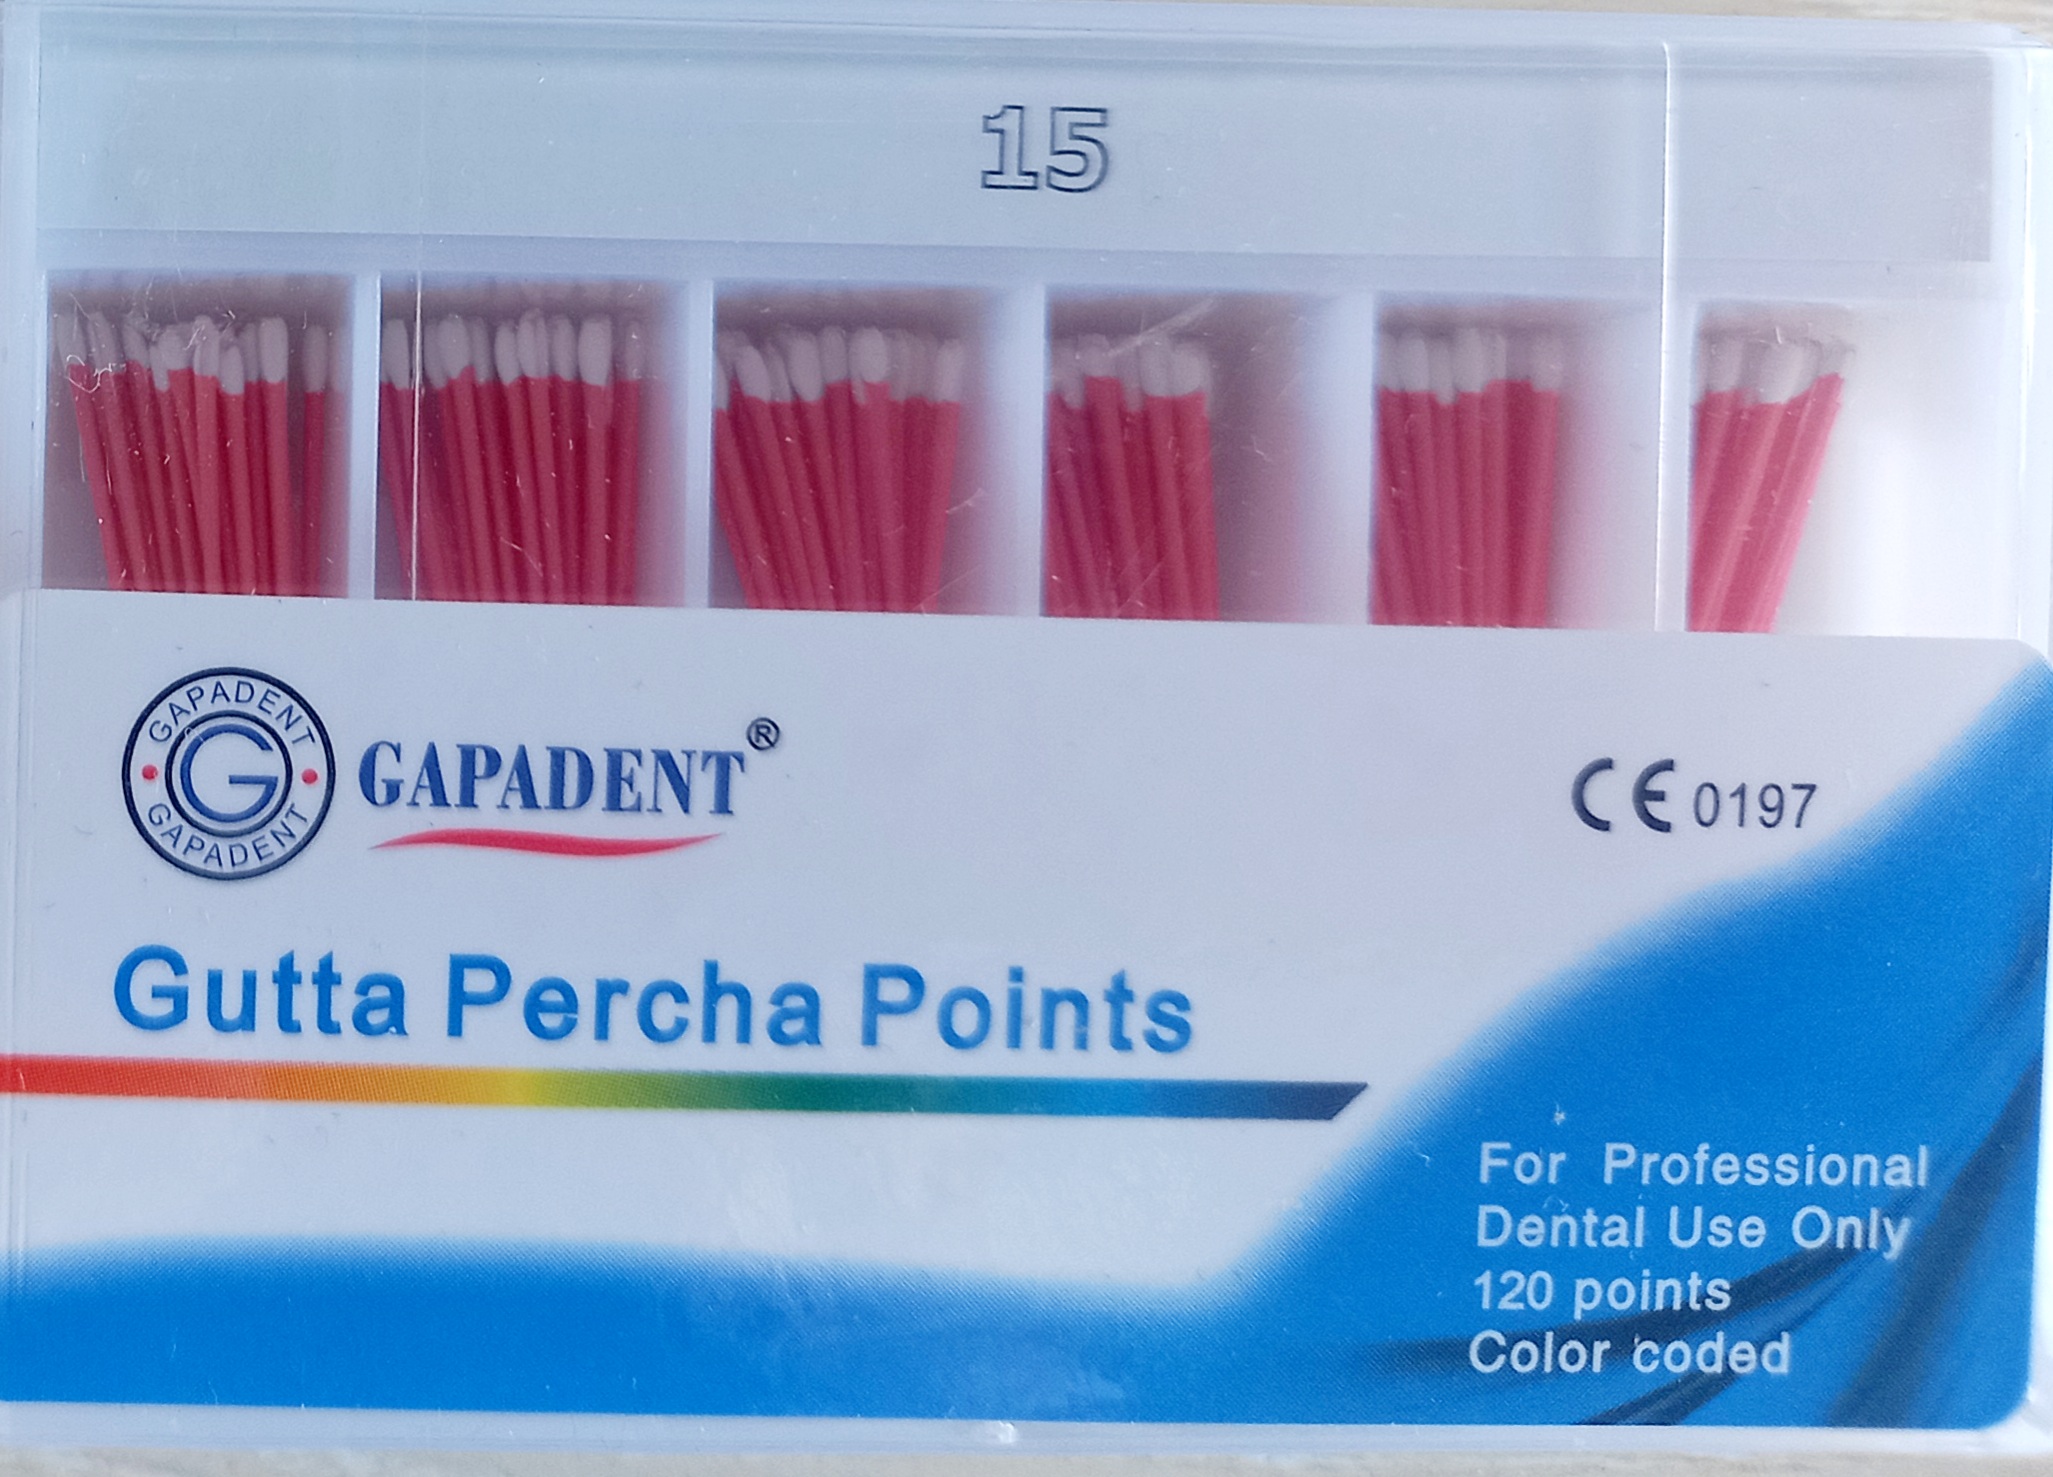 15
GAPADENT
G
GAPADENT
GAPADENT®
CE 0197
Gutta Percha Points
For Professional
Dental Use Only
120 points
Color coded